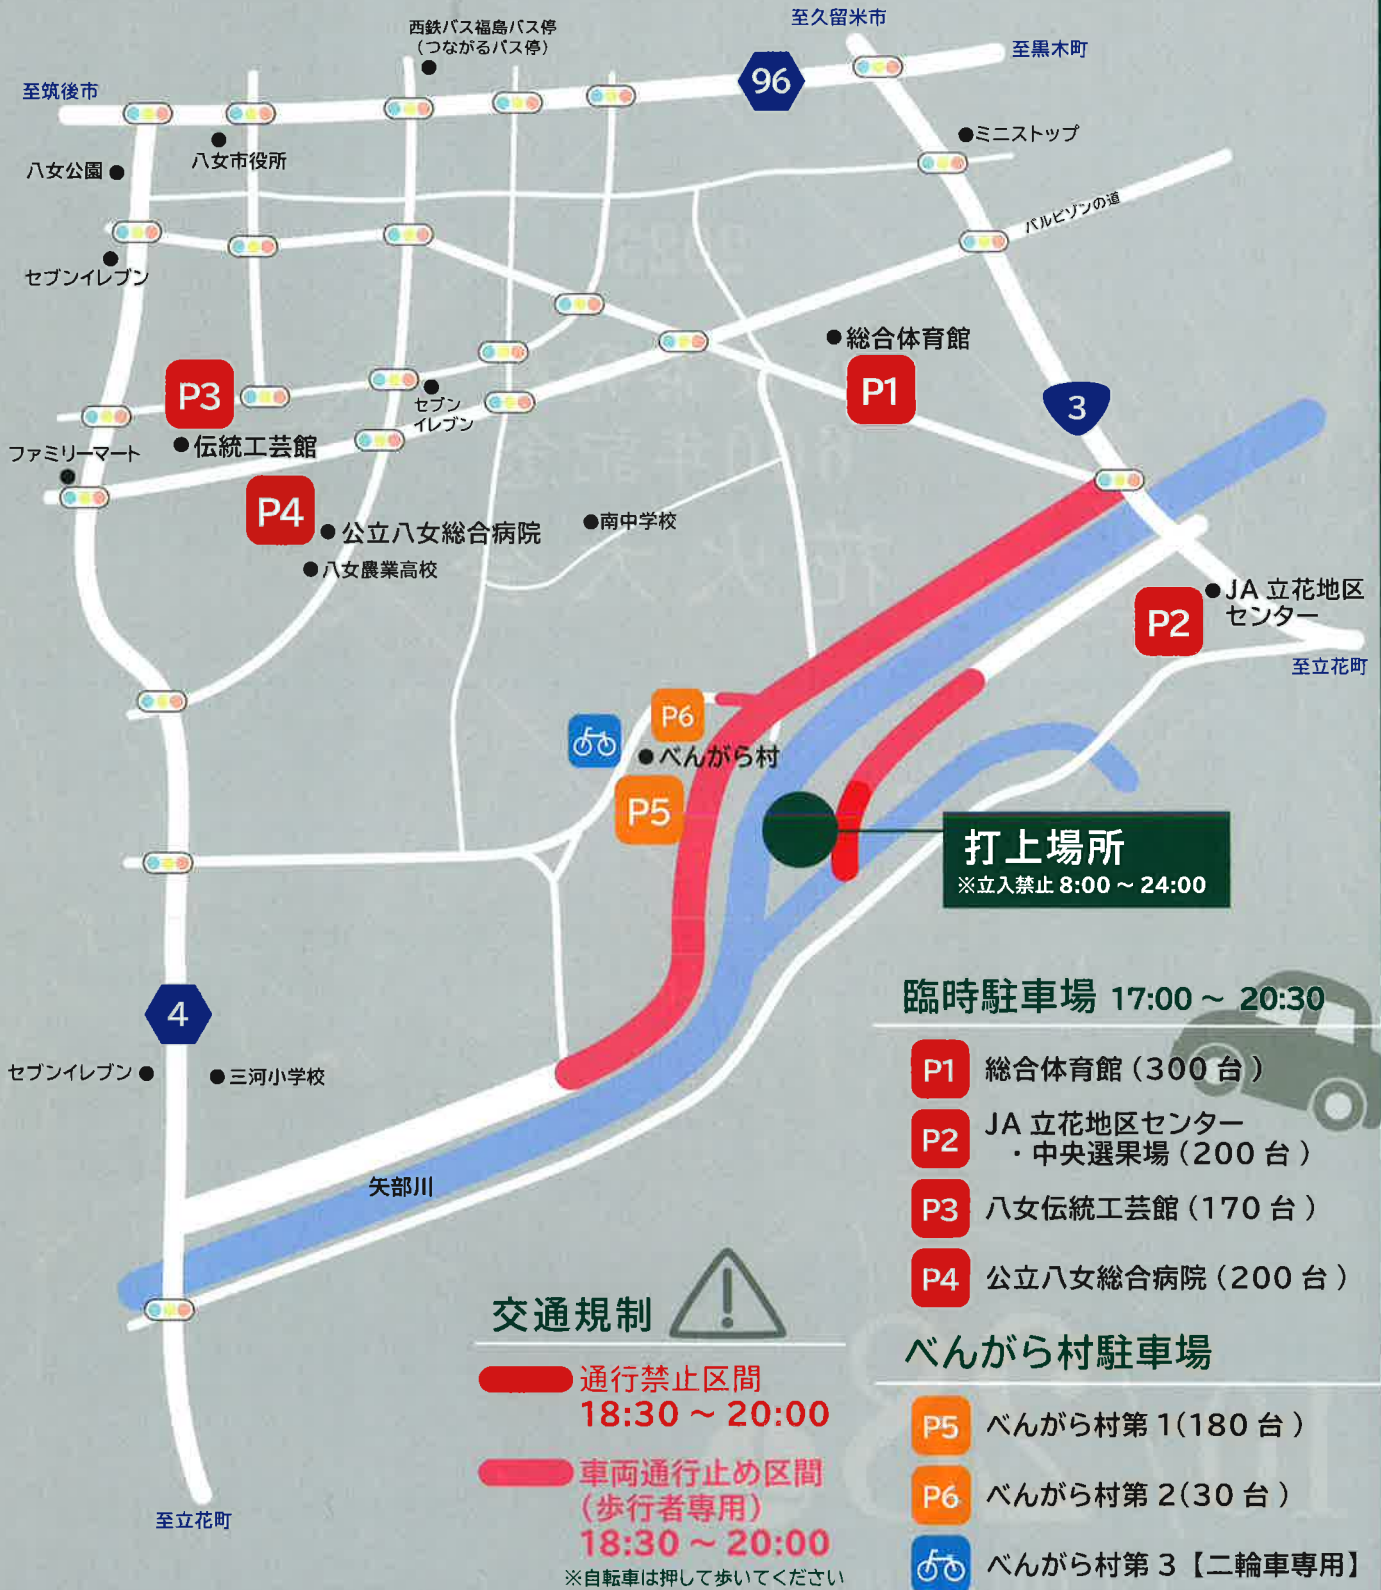 至久留米市
西鉄バス福島バス停
（つながるバス停）
至黒木町
96
至筑後市
ミニストップ
八女公園
八女市役所
バルビゾンの道
セブンイレブン
総合体育館
P1
P3
3
セブン
イレブン
伝統工芸館
ファミリーマート
P4
公立八女総合病院
南中学校
八女農業高校
JA 立花地区
センター
P2
至立花町
P6
べんがら村
P5
打上場所
※立入禁止 8:00 ~ 24:00
4
セブンイレブン
三河小学校
矢部川
至立花町
臨時駐車場 17:00 ~ 20:30
P1 総合体育館 ( 300 台 )
P2 JA 立花地区センター
・中央選果場 ( 200 台 )
P3 八女伝統工芸館 ( 170 台 )
P4 公立八女総合病院 ( 200 台 )
べんがら村駐車場
P5 べんがら村第 1(180 台 )
P6 べんがら村第 2(30 台 )
べんがら村第 3【二輪車専用】
交通規制
通行禁止区間
18:30 ~ 20:00
車両通行止め区間
(歩行者専用)
18:30 ~ 20:00
※自転車は押して歩いてください